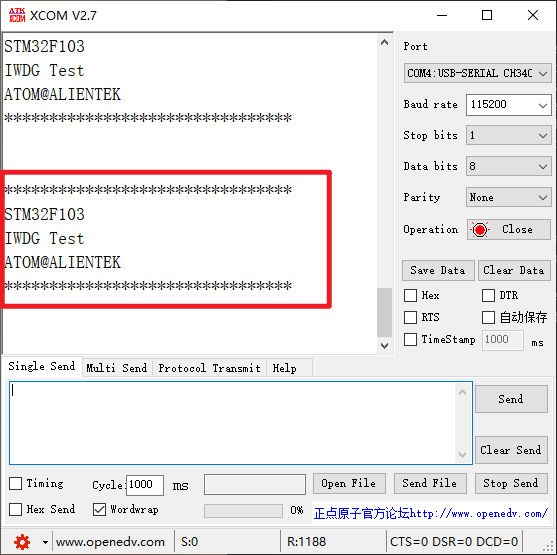 ATK
XCOM
XCOM V2.7
STM32F103
IWDG Test
ATOM@ALIENTEK
********************************
********************************
STM32F103
IWDG Test
ATOM@ALIENTEK
********************************
Port
COM4:USB-SERIAL CH340
Baud rate 115200
Stop bits 1
Data bits 8
Parity None
Operation Close
Save Data Clear Data
Hex DTR
RTS 自动保存
TimeStamp 1000 ms
Single Send Multi Send Protocol Transmit Help
Send
Clear Send
Timing Cycle: 1000 ms Open File Send File Stop Send
Hex Send Wordwrap 0% 正点原子官方论坛http://www.openedv.com/
www.openedv.com S:0 R:1188 CTS=0 DSR=0 DCD=0